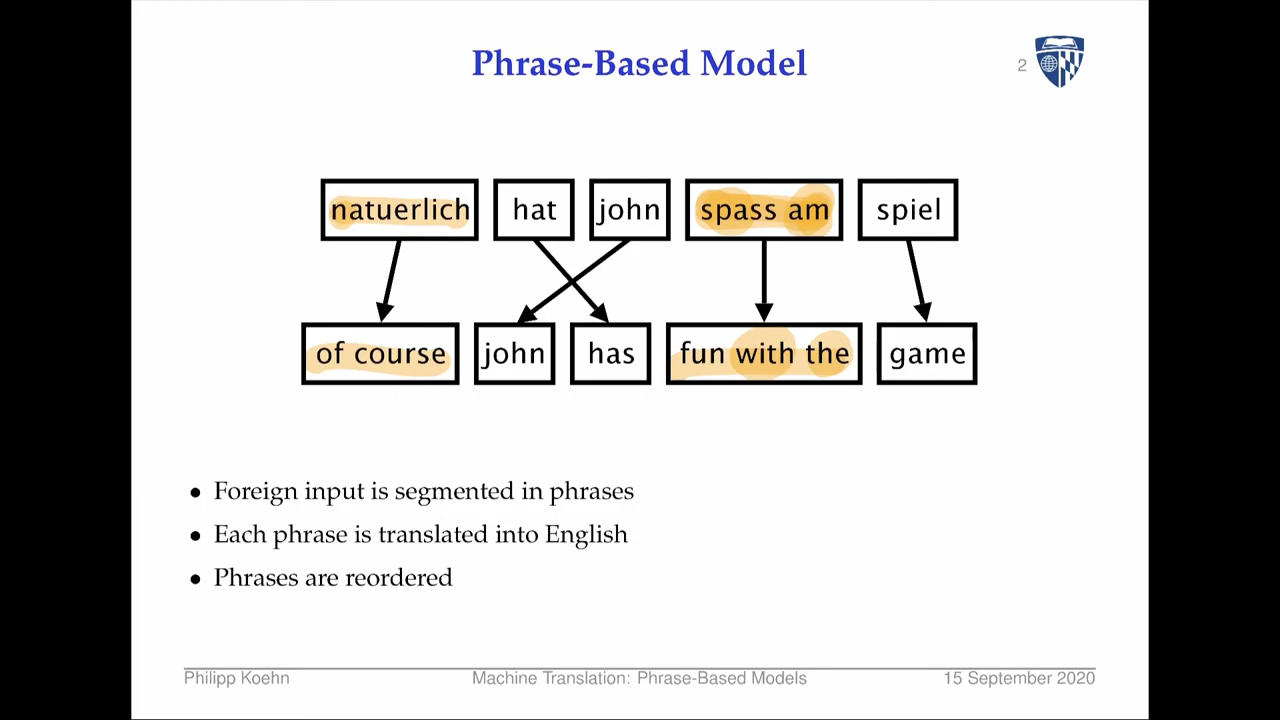 Phrase-Based Model
2
natuerlich hat john spass am spiel
of course john has fun with the game
• Foreign input is segmented in phrases
• Each phrase is translated into English
• Phrases are reordered
Philipp Koehn Machine Translation: Phrase-Based Models 15 September 2020